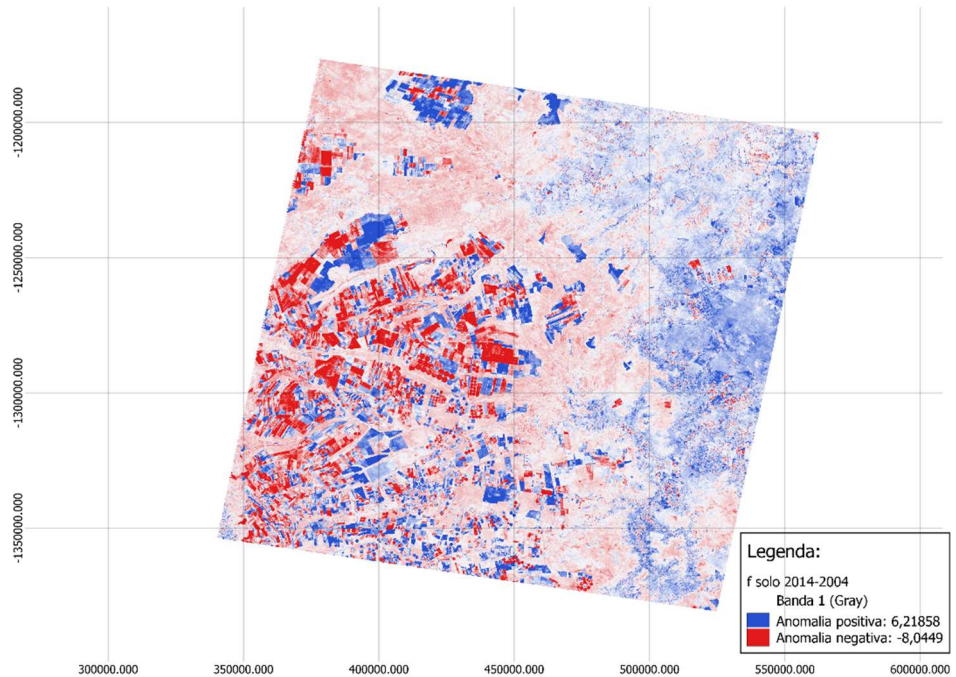 -1200000.000
-1250000.000
-1300000.000
-1350000.000
Legenda:
f solo 2014-2004
Banda 1 (Gray)
Anomalia positiva: 6,21858
Anomalia negativa: -8,0449
300000.000
350000.000
400000.000
450000.000
500000.000
550000.000
600000.000